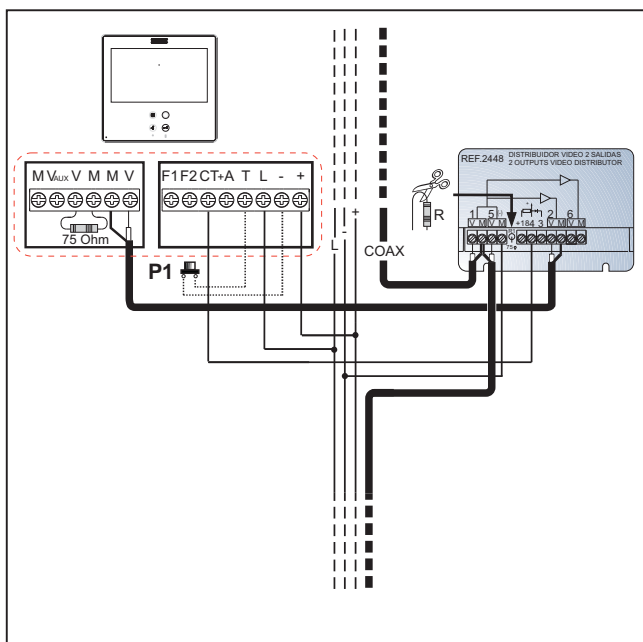 REF.2448 DISTRIBUIDOR VIDEO 2 SALIDAS
2 OUTPUTS VIDEO DISTRIBUTOR
M VAUX V M M V
F1 F2 CT +A T L - +
75 Ohm
P1
L
-
+
COAX
R
1 5 (-) +18 4 3 2 6
V M V M V M V M
75